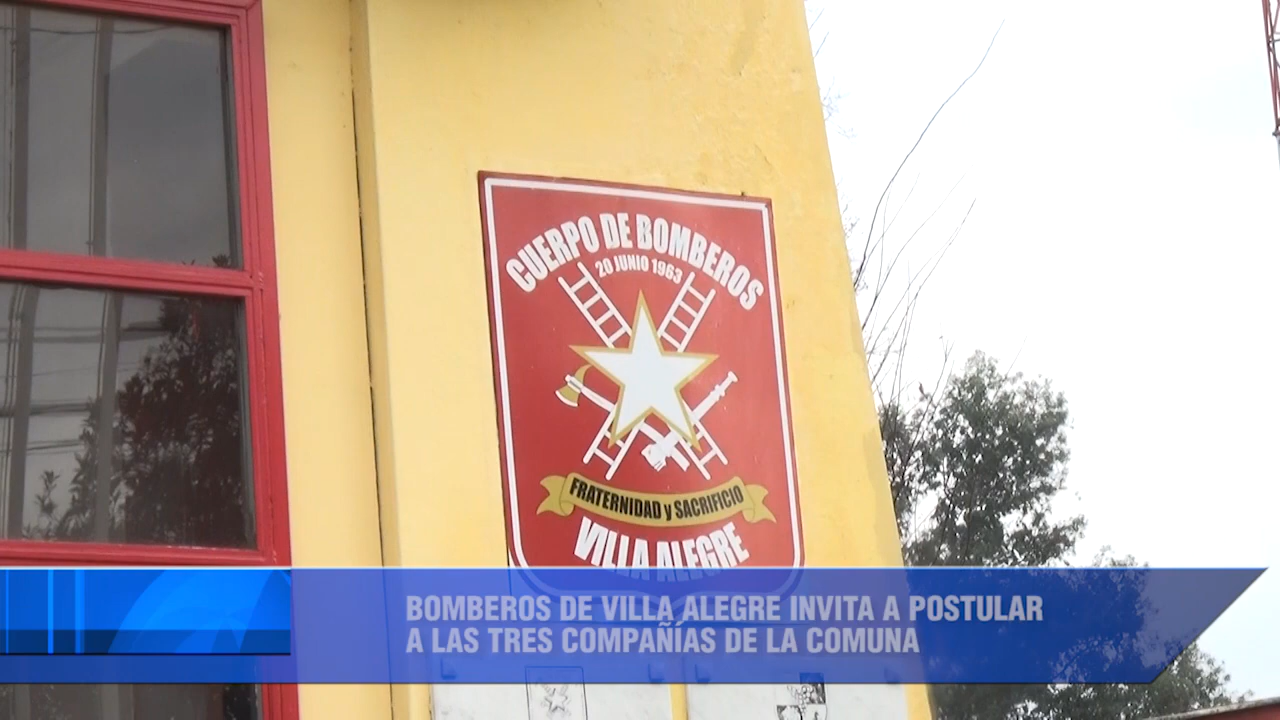 CUERPO DE BOMBEROS
20 JUNIO 1963
FRATERNIDAD y SACRIFICIO
VILLA ALEGRE
BOMBEROS DE VILLA ALEGRE INVITA A POSTULAR
A LAS TRES COMPAÑÍAS DE LA COMUNA